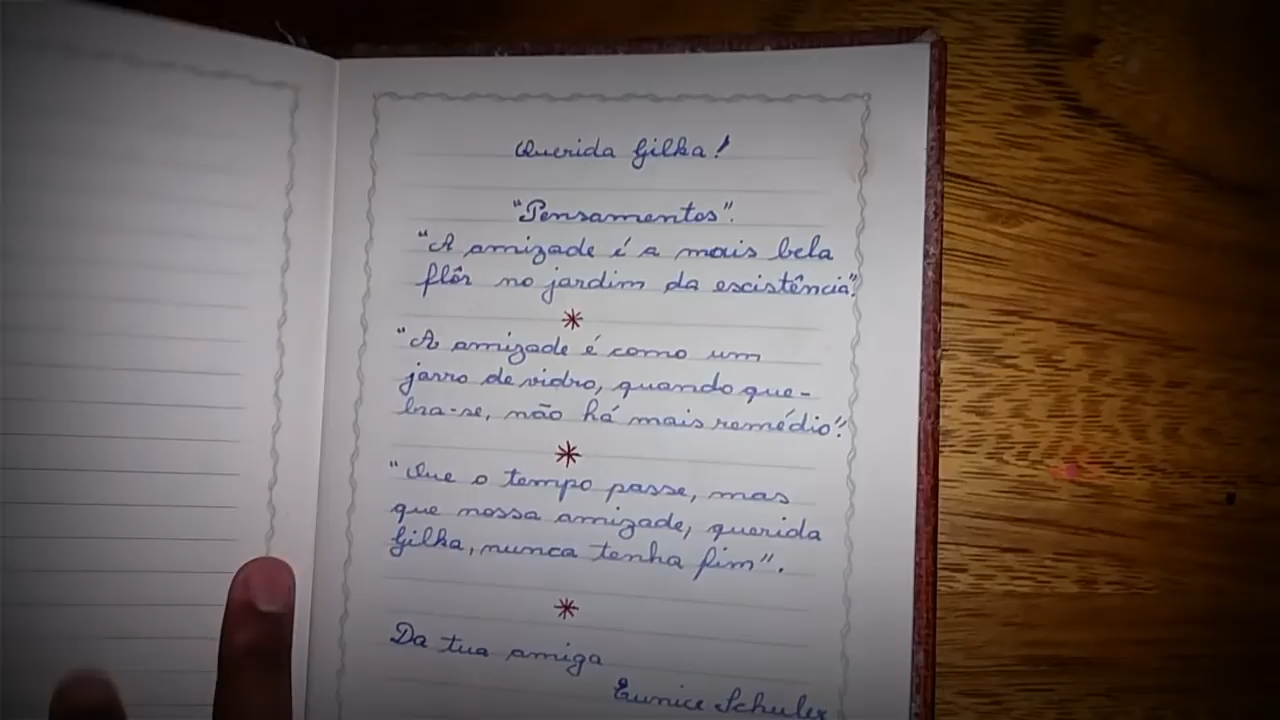 Querida Gilka!
"Pensamentos".
"A amizade é a mais bela
flôr no jardim da escistência".
"A amizade é como um
jarro de vidro, quando que-
bra-se, não há mais remédio".
"Que o tempo passe, mas
que nossa amizade, querida
Gilka, nunca tenha fim".
Da tua amiga
Eunice Schuler